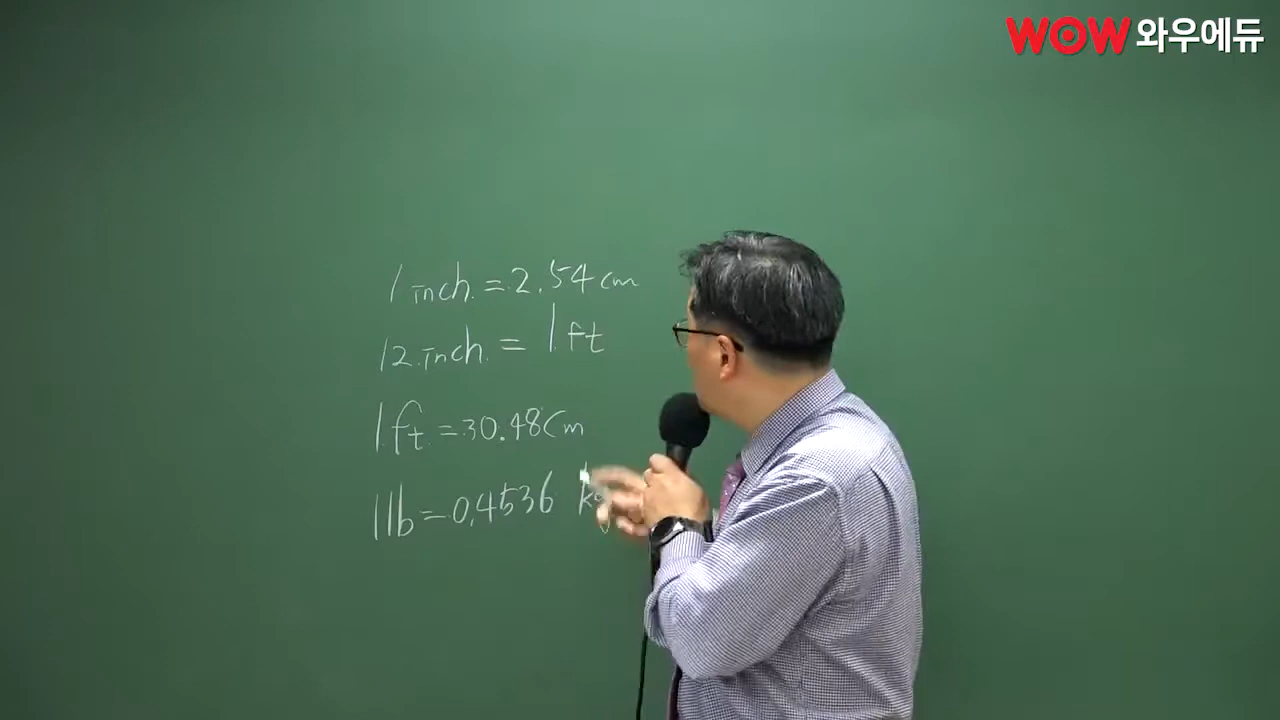 WOW와우에듀
1 inch = 2.54 cm
12 inch = 1 ft
1 ft = 30.48 cm
1 lb = 0.4536 kg